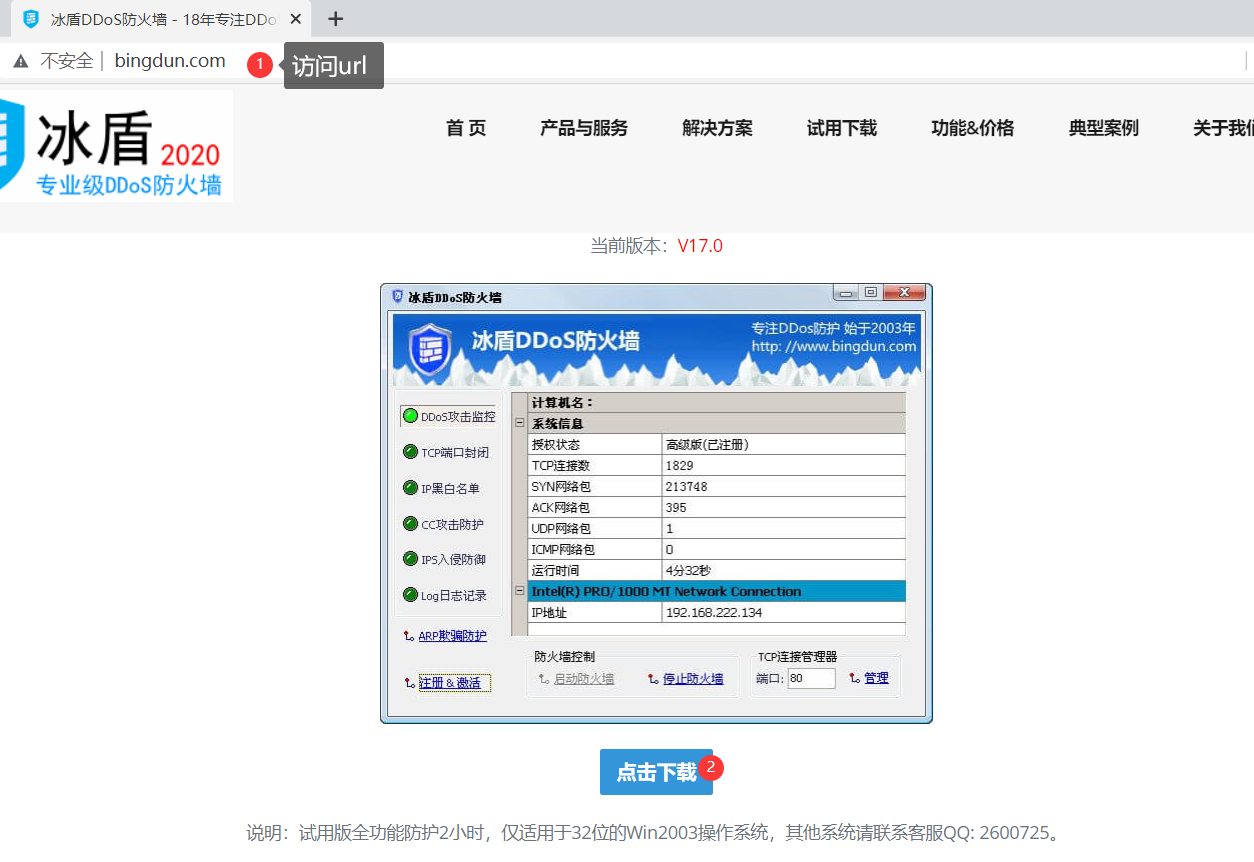 冰盾DDoS防火墙 - 18年专注DDo
不安全 | bingdun.com
1
访问url
冰盾 2020
专业级DDoS防火墙
首 页 产品与服务 解决方案 试用下载 功能&价格 典型案例 关于我们
当前版本：V17.0
冰盾DDoS防火墙
冰盾DDoS防火墙
专注DDos防护 始于2003年
http: //www.bingdun.com
DDoS攻击监控
TCP端口封闭
IP黑白名单
CC攻击防护
IPS入侵防御
Log日志记录
ARP欺骗防护
注册 & 激活
计算机名：
系统信息
授权状态 高级版(已注册)
TCP连接数 1829
SYN网络包 213748
ACK网络包 395
UDP网络包 1
ICMP网络包 0
运行时间 4分32秒
Intel(R) PRO/1000 MT Network Connection
IP地址 192.168.222.134
防火墙控制
启动防火墙 停止防火墙
TCP连接管理器
端口: 80 管理
点击下载
2
说明：试用版全功能防护2小时，仅适用于32位的Win2003操作系统，其他系统请联系客服QQ: 2600725。